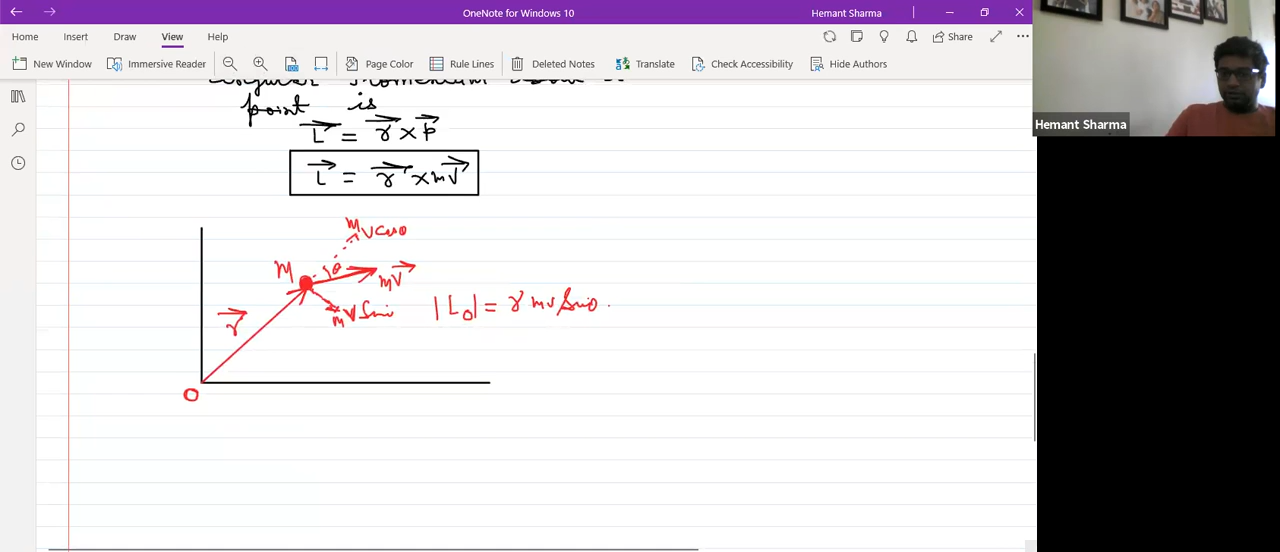 OneNote for Windows 10
Hemant Sharma
Home Insert Draw View Help
Share
New Window Immersive Reader Page Color Rule Lines Deleted Notes Translate Check Accessibility Hide Authors
Hemant Sharma
momentum
point is
L⃗ = r⃗ × p⃗
L⃗ = r⃗ × mV⃗
mVcosθ
M θ mV⃗
r⃗ mVSinθ |L₀| = r mv Sinθ.
O